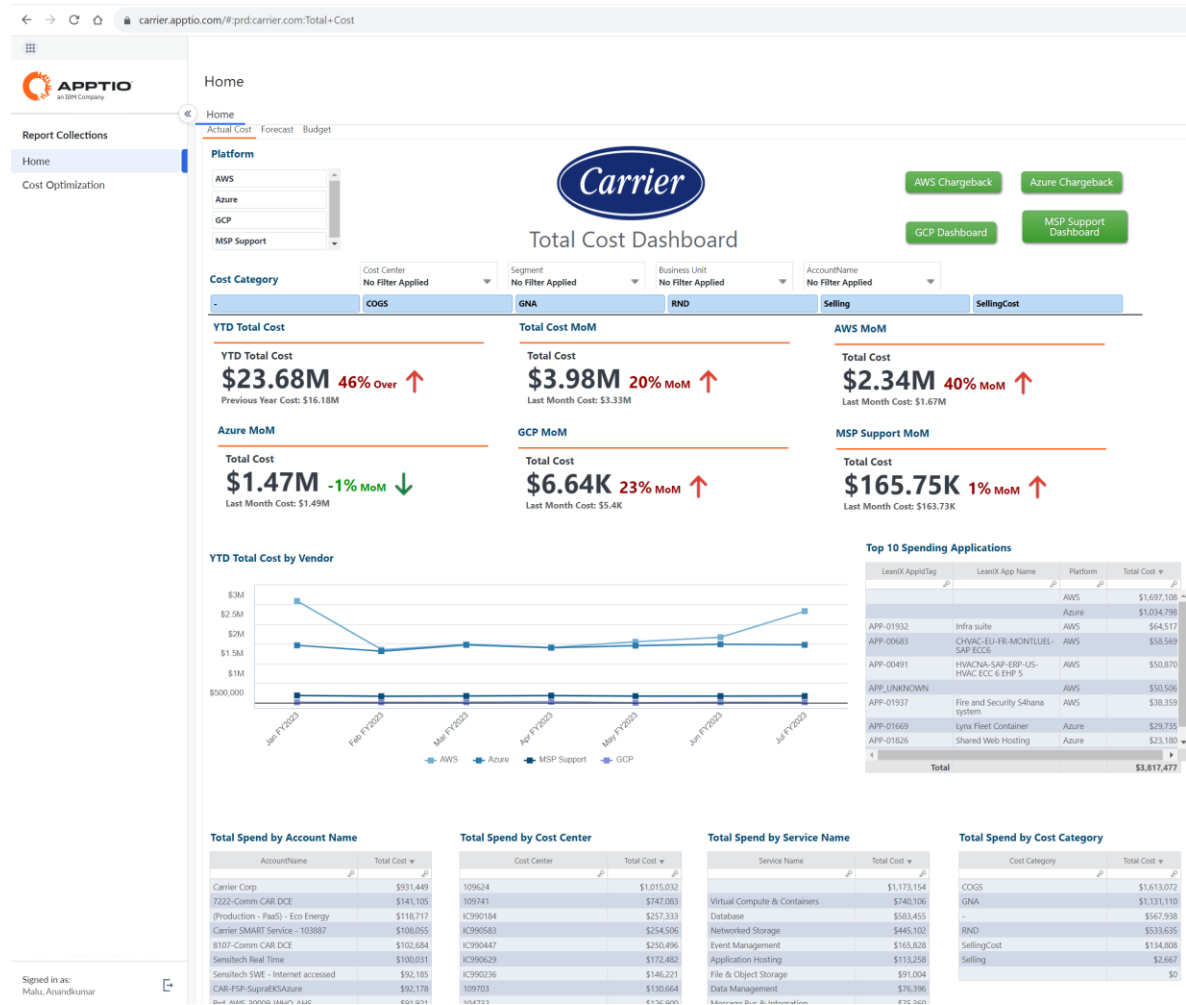 carrier.apptio.com/#:prd:carrier.com:Total+Cost
APPTIO
an IBM Company
Report Collections
Home
Cost Optimization
Signed in as:
Malu, Anandkumar
Home
Home
Actual Cost Forecast Budget
Platform
AWS
Azure
GCP
MSP Support
Carrier
Total Cost Dashboard
AWS Chargeback Azure Chargeback
GCP Dashboard MSP Support Dashboard
Cost Category
Cost Center
No Filter Applied
Segment
No Filter Applied
Business Unit
No Filter Applied
AccountName
No Filter Applied
- COGS GNA RND Selling SellingCost
YTD Total Cost
YTD Total Cost
$23.68M 46% Over
Previous Year Cost: $16.18M
Total Cost MoM
Total Cost
$3.98M 20% MoM
Last Month Cost: $3.33M
AWS MoM
Total Cost
$2.34M 40% MoM
Last Month Cost: $1.67M
Azure MoM
Total Cost
$1.47M -1% MoM
Last Month Cost: $1.49M
GCP MoM
Total Cost
$6.64K 23% MoM
Last Month Cost: $5.4K
MSP Support MoM
Total Cost
$165.75K 1% MoM
Last Month Cost: $163.73K
YTD Total Cost by Vendor
$3M
$2.5M
$2M
$1.5M
$1M
$500,000
Jan FY2023 Feb FY2023 Mar FY2023 Apr FY2023 May FY2023 Jun FY2023 Jul FY2023
AWS Azure MSP Support GCP
Top 10 Spending Applications
LeanIX AppIdTag LeanIX App Name Platform Total Cost
AWS $1,697,108
Azure $1,034,798
APP-01932 Infra suite AWS $64,517
APP-00683 CHVAC-EU-FR-MONTLUEL- AWS $58,569
SAP ECC6
APP-00491 HVACNA-SAP-ERP-US- AWS $50,870
HVAC ECC 6 EHP 5
APP_UNKNOWN AWS $50,506
APP-01937 Fire and Security S4hana AWS $38,359
system
APP-01669 Lynx Fleet Container Azure $29,735
APP-01826 Shared Web Hosting Azure $23,180
Total $3,817,477
Total Spend by Account Name
AccountName Total Cost
Carrier Corp $931,449
7222-Comm CAR DCE $141,105
(Production - PaaS) - Eco Energy $118,717
Carrier SMART Service - 103887 $108,055
8107-Comm CAR DCE $102,684
Sensitech Real Time $100,031
Sensitech SWE - Internet accessed $92,185
CAR-FSP-SupraEKSAzure $92,178
Prd-AWS-30009-WHO-AHS $91,921
Total Spend by Cost Center
Cost Center Total Cost
109624 $1,015,032
109741 $747,083
IC990184 $257,333
IC990583 $254,506
IC990447 $250,496
IC990629 $172,482
IC990236 $146,221
109703 $130,664
104732 $126,900
Total Spend by Service Name
Service Name Total Cost
$1,173,154
Virtual Compute & Containers $740,106
Database $583,455
Networked Storage $445,102
Event Management $165,828
Application Hosting $113,258
File & Object Storage $91,004
Data Management $76,396
Message Bus & Integration $75,360
Total Spend by Cost Category
Cost Category Total Cost
COGS $1,613,072
GNA $1,131,110
- $567,938
RND $533,635
SellingCost $134,808
Selling $2,667
$0